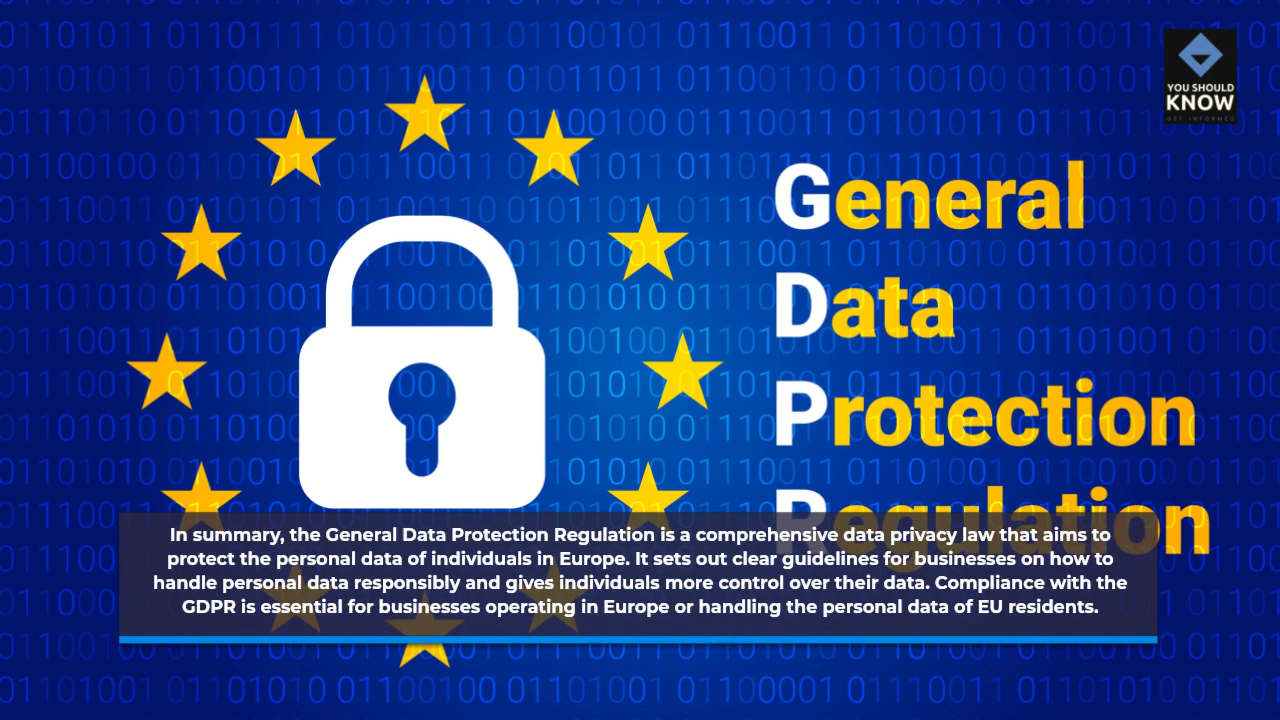 YOU SHOULD
KNOW
GET INFORMED
General
Data
Protection
Regulation
In summary, the General Data Protection Regulation is a comprehensive data privacy law that aims to
protect the personal data of individuals in Europe. It sets out clear guidelines for businesses on how to
handle personal data responsibly and gives individuals more control over their data. Compliance with the
GDPR is essential for businesses operating in Europe or handling the personal data of EU residents.